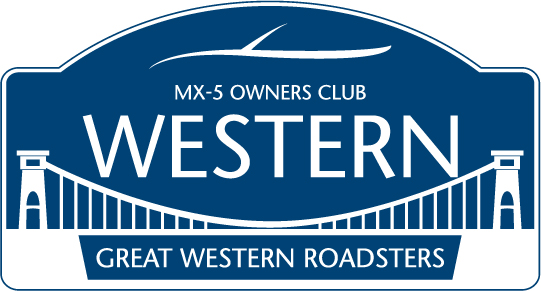 MX-5 OWNERS CLUB
WESTERN
GREAT WESTERN ROADSTERS